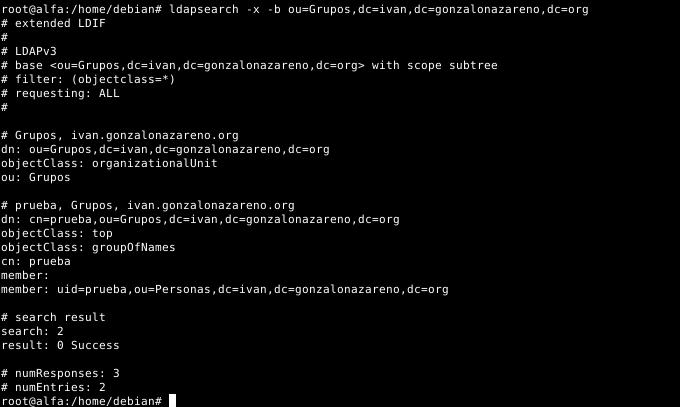 root@alfa:/home/debian# ldapsearch -x -b ou=Grupos,dc=ivan,dc=gonzalonazareno,dc=org
# extended LDIF
#
# LDAPv3
# base <ou=Grupos,dc=ivan,dc=gonzalonazareno,dc=org> with scope subtree
# filter: (objectclass=*)
# requesting: ALL
#
# Grupos, ivan.gonzalonazareno.org
dn: ou=Grupos,dc=ivan,dc=gonzalonazareno,dc=org
objectClass: organizationalUnit
ou: Grupos
# prueba, Grupos, ivan.gonzalonazareno.org
dn: cn=prueba,ou=Grupos,dc=ivan,dc=gonzalonazareno,dc=org
objectClass: top
objectClass: groupOfNames
cn: prueba
member:
member: uid=prueba,ou=Personas,dc=ivan,dc=gonzalonazareno,dc=org
# search result
search: 2
result: 0 Success
# numResponses: 3
# numEntries: 2
root@alfa:/home/debian#